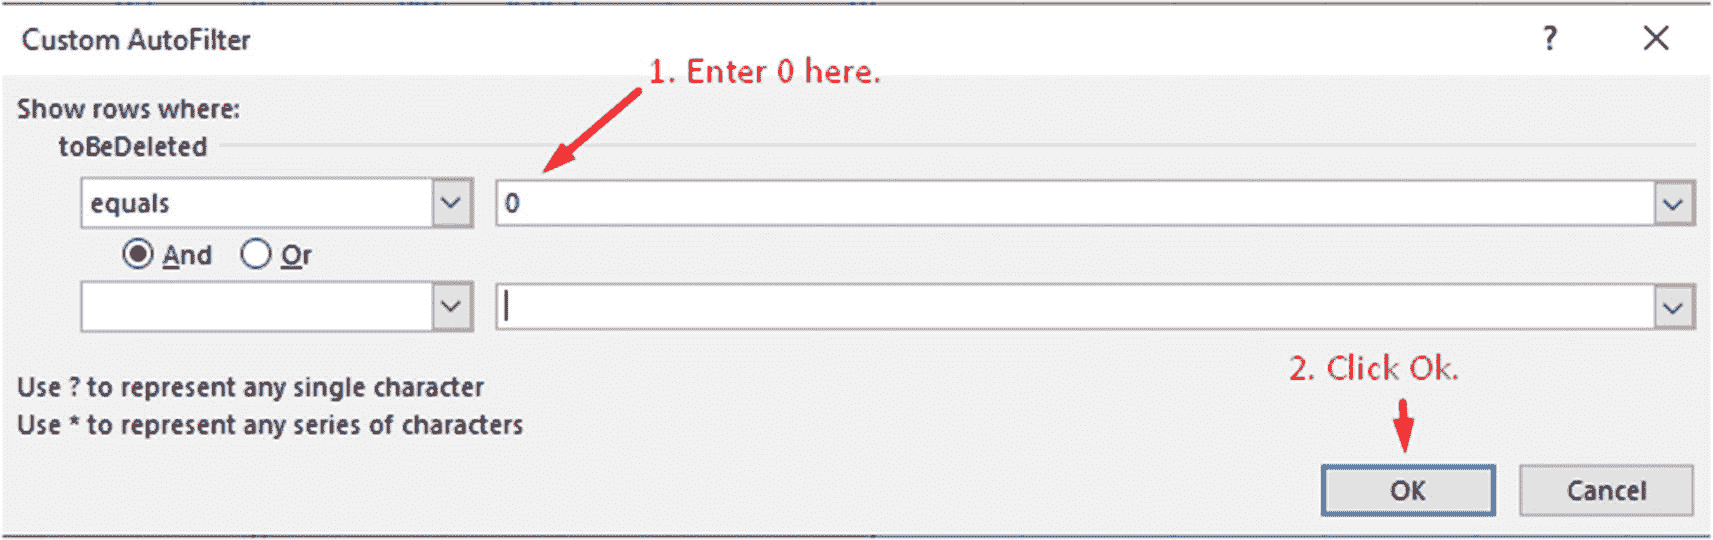 Custom AutoFilter
?
1. Enter 0 here.
Show rows where:
toBeDeleted
equals 0
And Or
2. Click Ok.
Use ? to represent any single character
Use * to represent any series of characters
OK Cancel